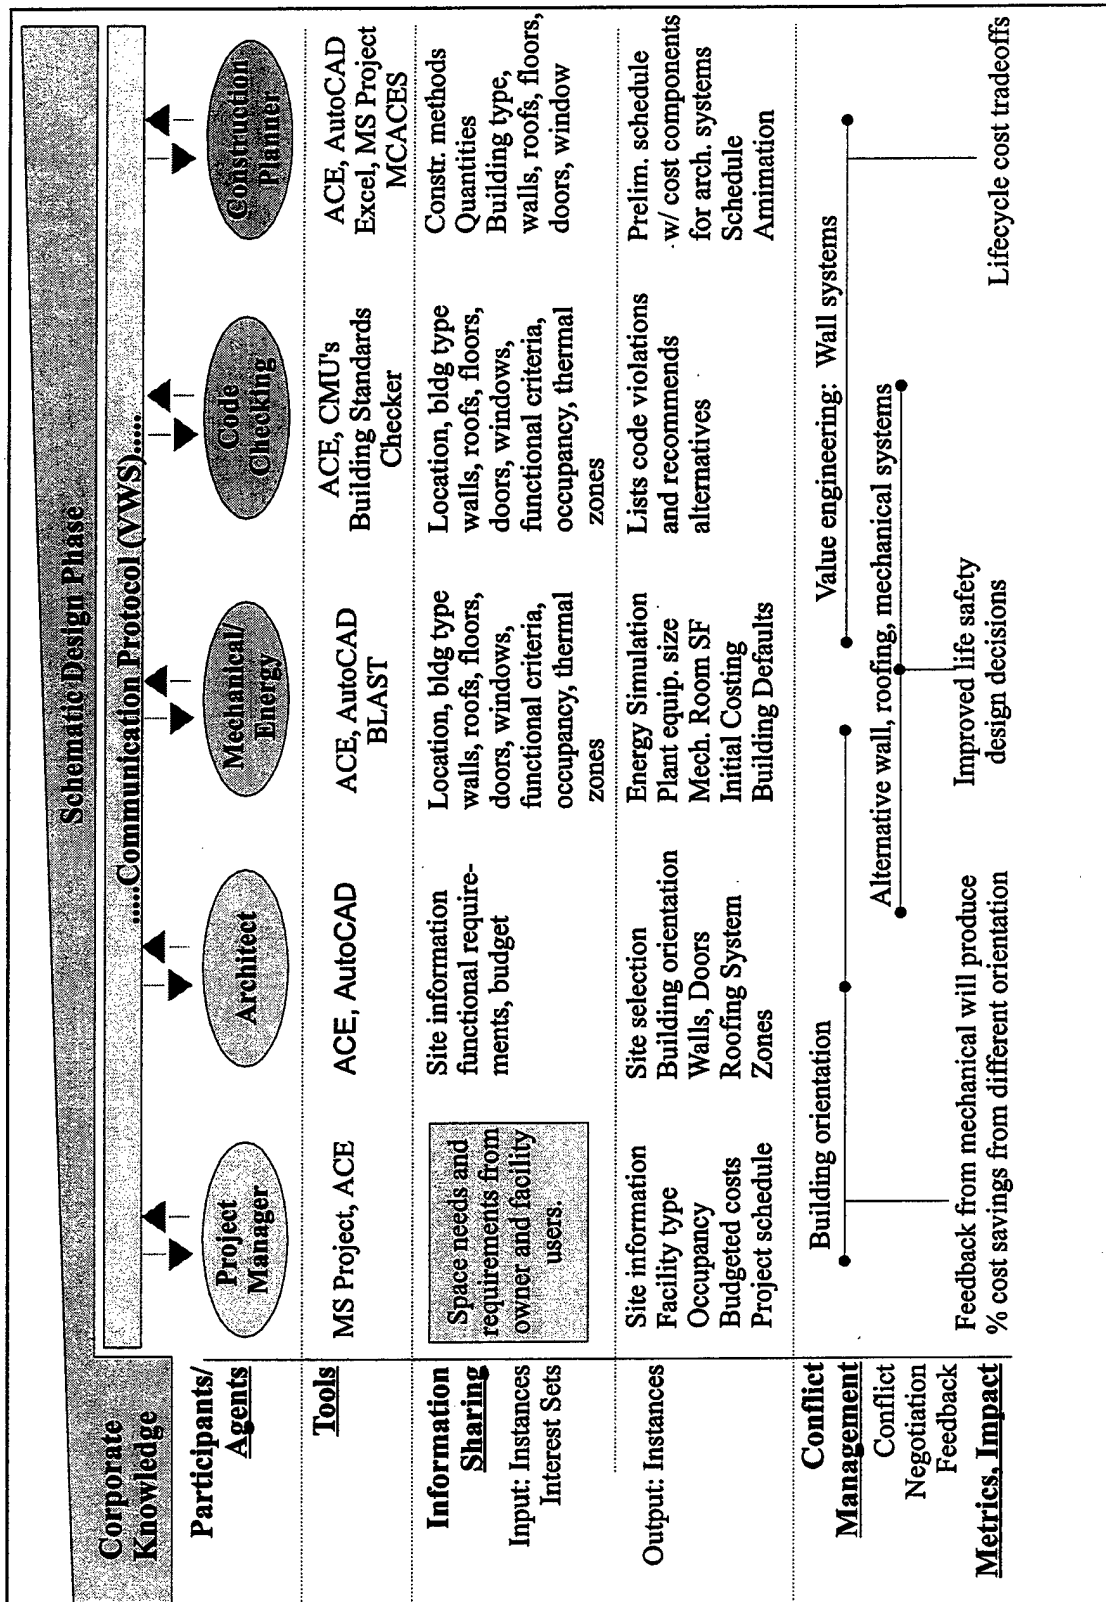 Schematic Design Phase
Corporate
Knowledge
.....Communication Protocol (VWS).....
Participants/
Agents
Project
Manager
Architect
Mechanical/
Energy
Code
Checking
Construction
Planner
Tools
MS Project, ACE
ACE, AutoCAD
ACE, AutoCAD
BLAST
ACE, CMU's
Building Standards
Checker
ACE, AutoCAD
Excel, MS Project
MCACES
Information
Sharing
Input: Instances
Interest Sets
Space needs and
requirements from
owner and facility
users.
Site information
functional require-
ments, budget
Location, bldg type
walls, roofs, floors,
doors, windows,
functional criteria,
occupancy, thermal
zones
Location, bldg type
walls, roofs, floors,
doors, windows,
functional criteria,
occupancy, thermal
zones
Constr. methods
Quantities
Building type,
walls, roofs, floors,
doors, window
Output: Instances
Site information
Facility type
Occupancy
Budgeted costs
Project schedule
Site selection
Building orientation
Walls, Doors
Roofing System
Zones
Energy Simulation
Plant equip. size
Mech. Room SF
Initial Costing
Building Defaults
Lists code violations
and recommends
alternatives
Prelim. schedule
w/ cost components
for arch. systems
Schedule
Animation
Conflict
Management
Conflict
Negotiation
Feedback
Building orientation
Value engineering: Wall systems
Alternative wall, roofing, mechanical systems
Metrics, Impact
Feedback from mechanical will produce
% cost savings from different orientation
Improved life safety
design decisions
Lifecycle cost tradeoffs